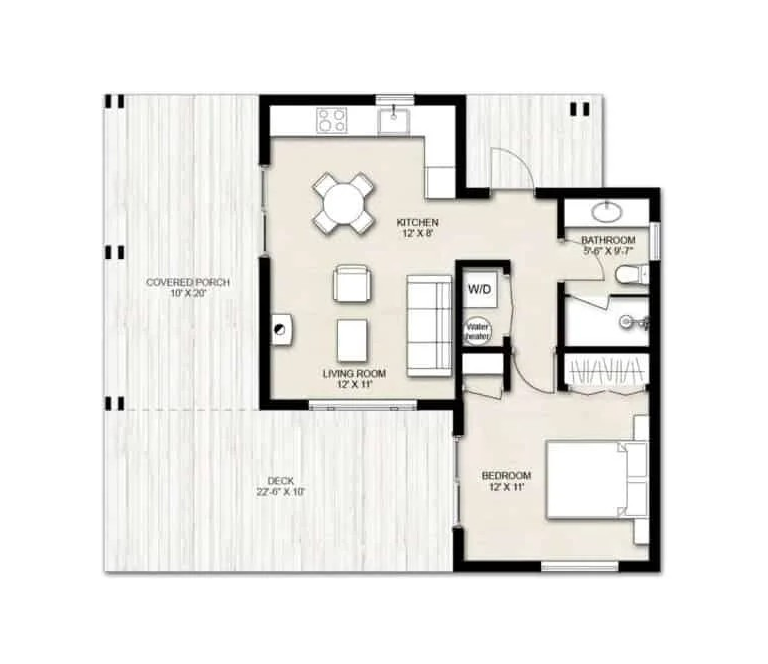 KITCHEN
12' X 8'
BATHROOM
5'-6" X 9'-7"
COVERED PORCH
10' X 20'
W/D
Water
heater
LIVING ROOM
12' X 11'
BEDROOM
12' X 11'
DECK
22'-6" X 10'